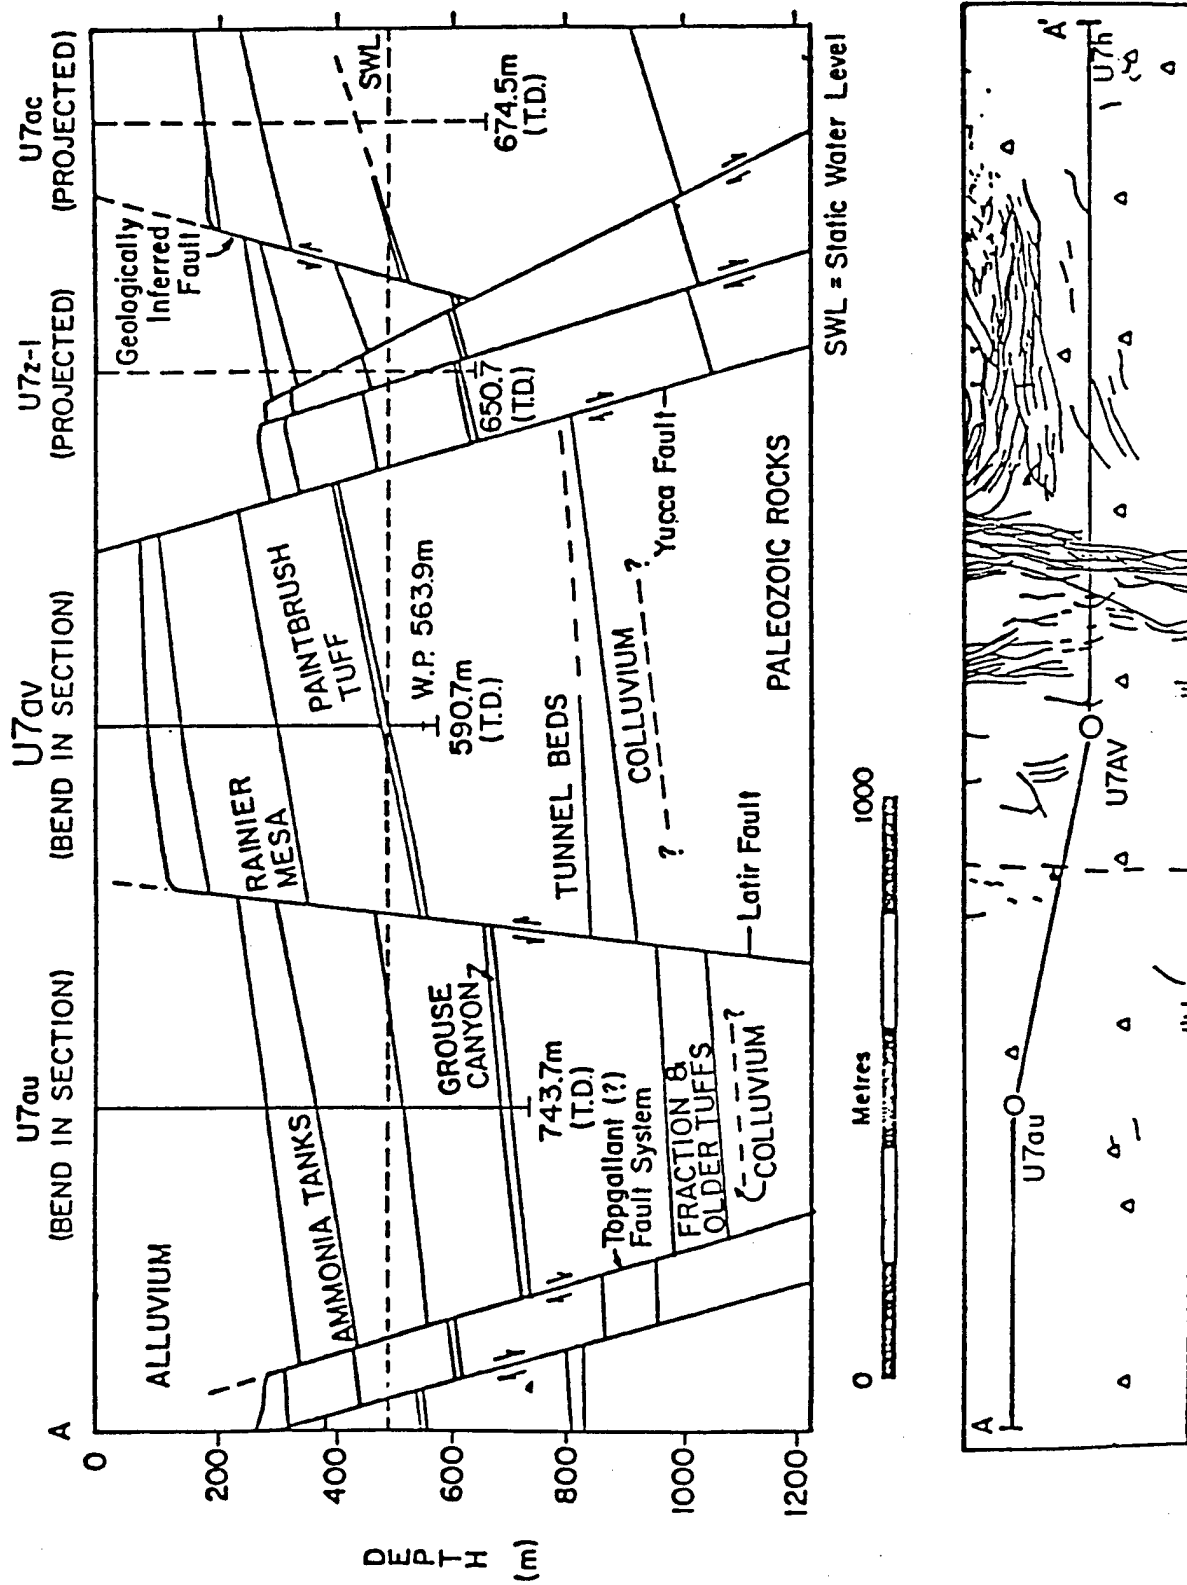 A
U7au
(BEND IN SECTION)
U7av
(BEND IN SECTION)
U7z-1
(PROJECTED)
U7ac
(PROJECTED)
DEPTH
(m)
0
200
400
600
800
1000
1200
ALLUVIUM
AMMONIA TANKS
RAINIER
MESA
PAINTBRUSH
TUFF
Geologically
Inferred
Fault
SWL
GROUSE
CANYON
743.7m
(T.D.)
W.P. 563.9m
590.7m
(T.D.)
650.7
(T.D.)
674.5m
(T.D.)
Topgallant (?)
Fault System
FRACTION &
OLDER TUFFS
?
COLLUVIUM
TUNNEL BEDS
COLLUVIUM
?
?
Latir Fault
Yucca Fault
PALEOZOIC ROCKS
SWL = Static Water Level
0
Metres
1000
A
U7au
U7AV
U7h
A'